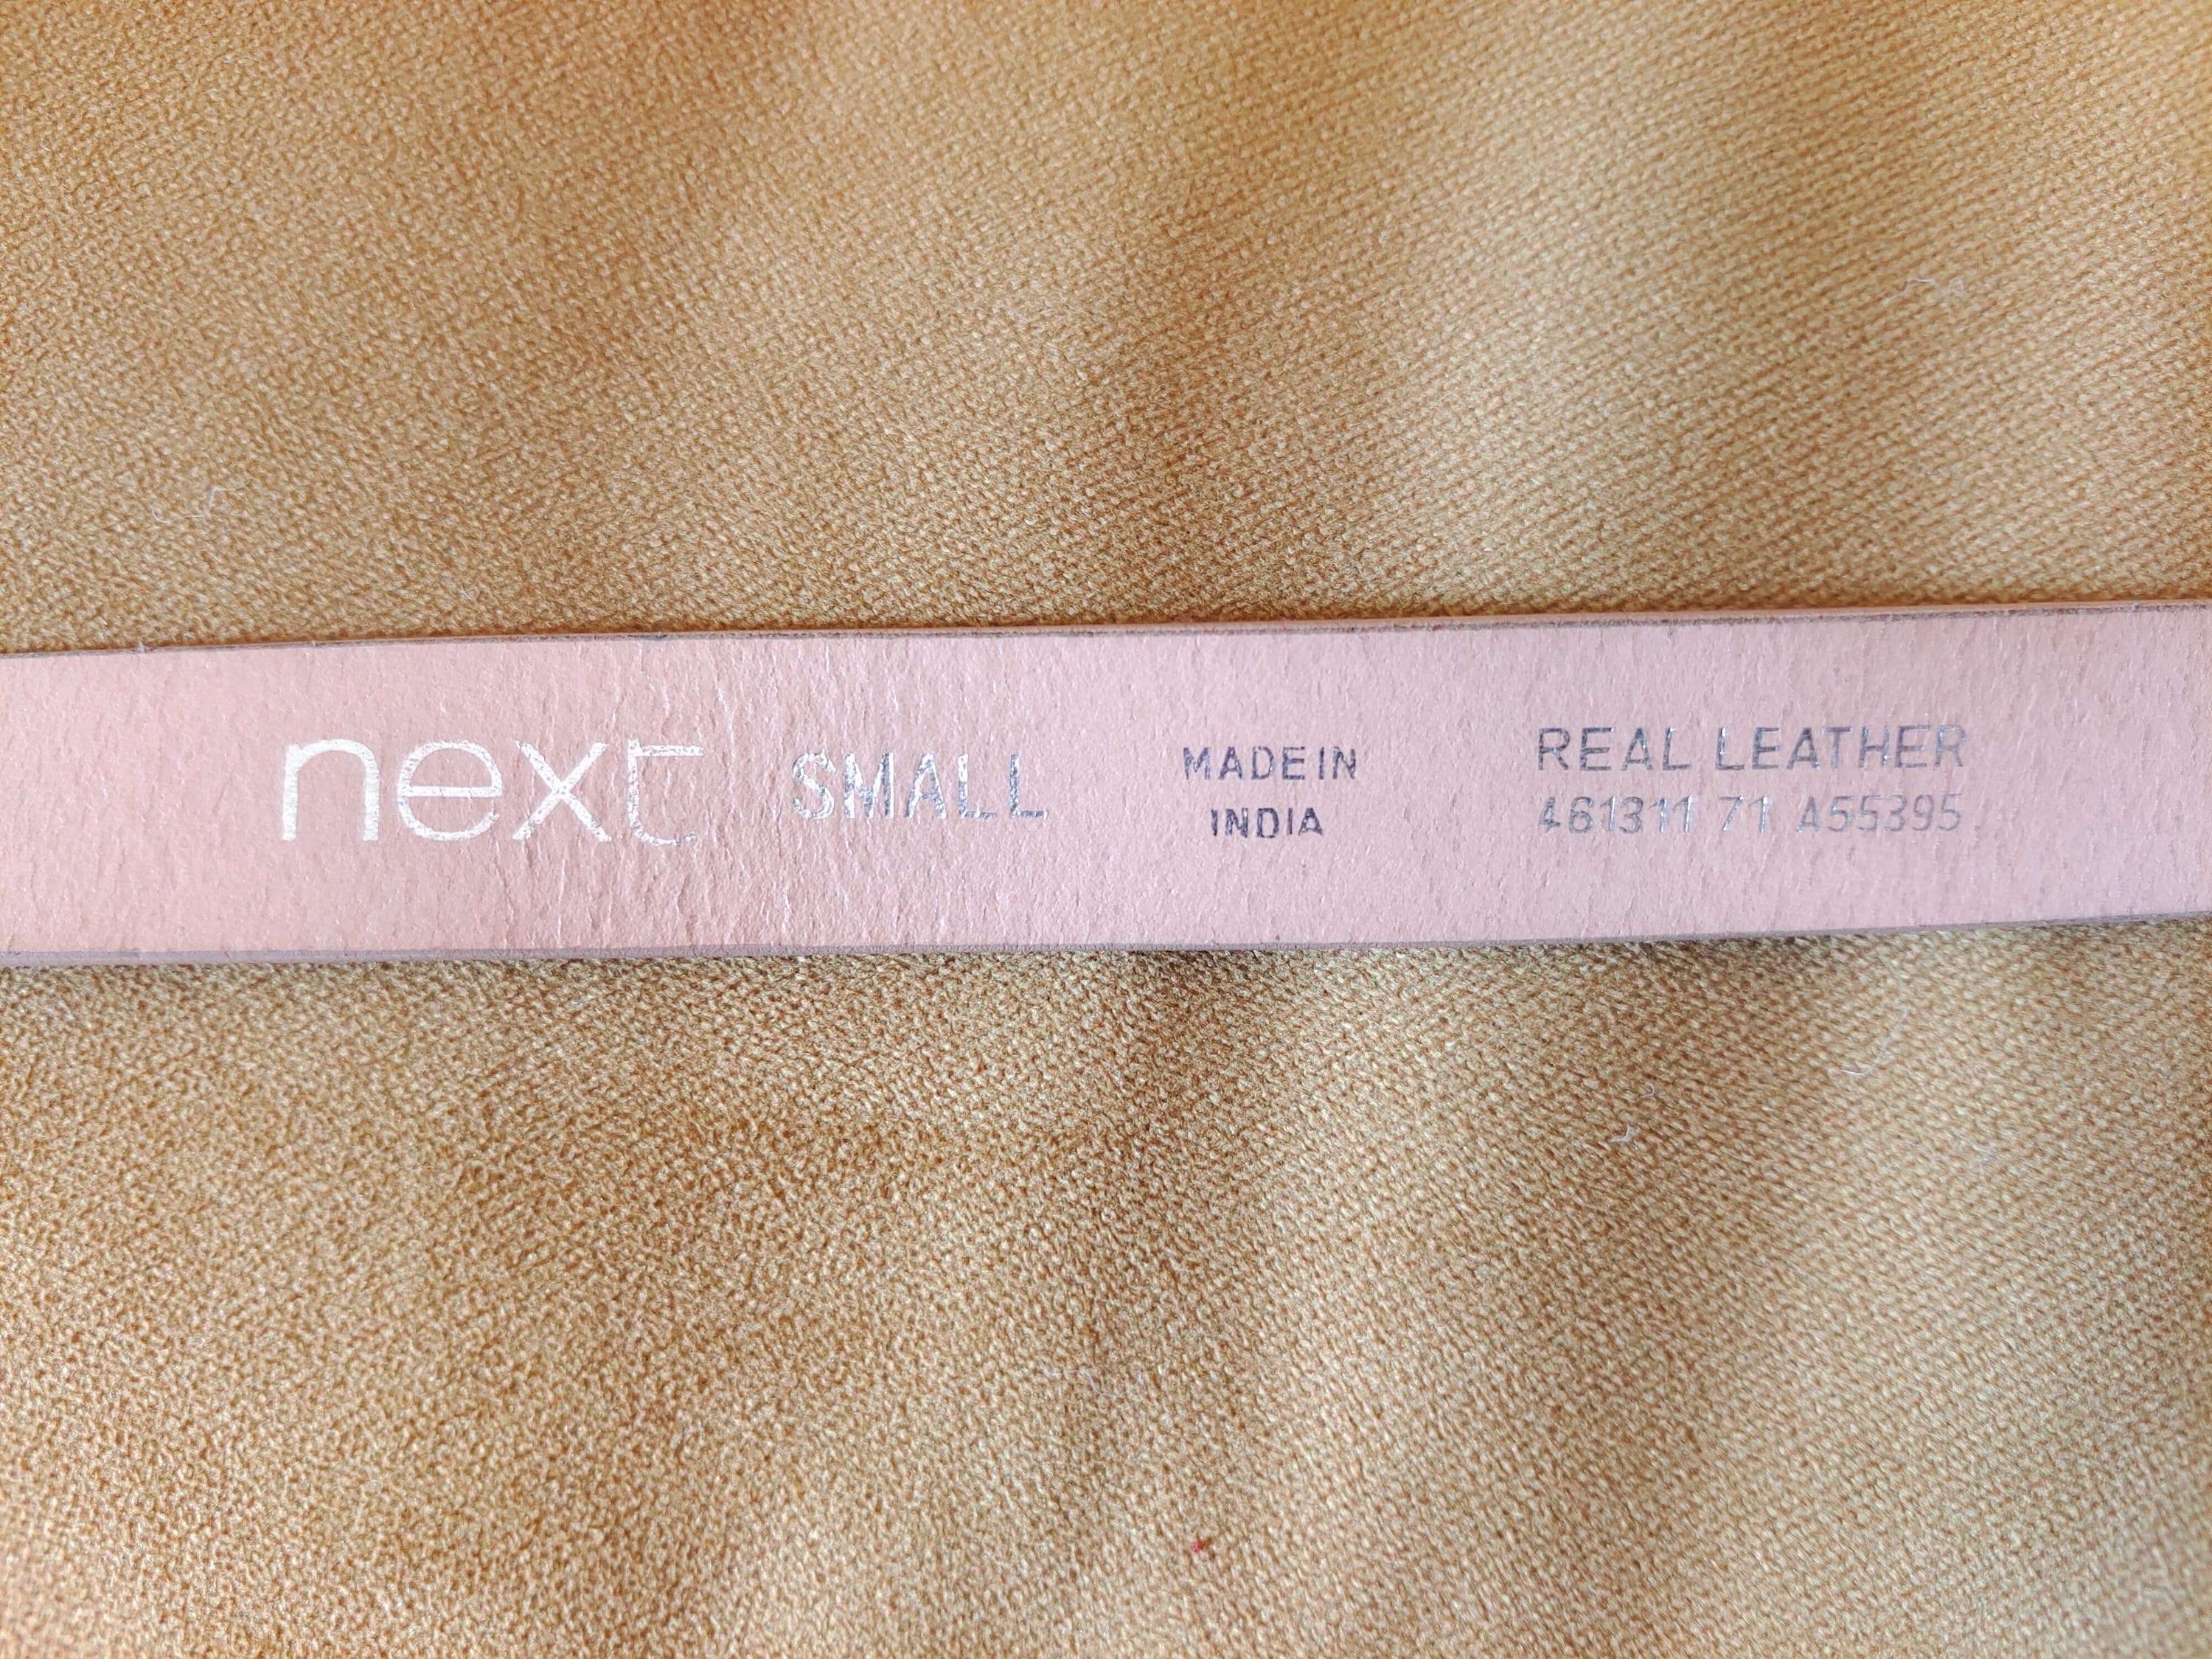 next SMALL
MADE IN
INDIA
REAL LEATHER
461311 71 A55395